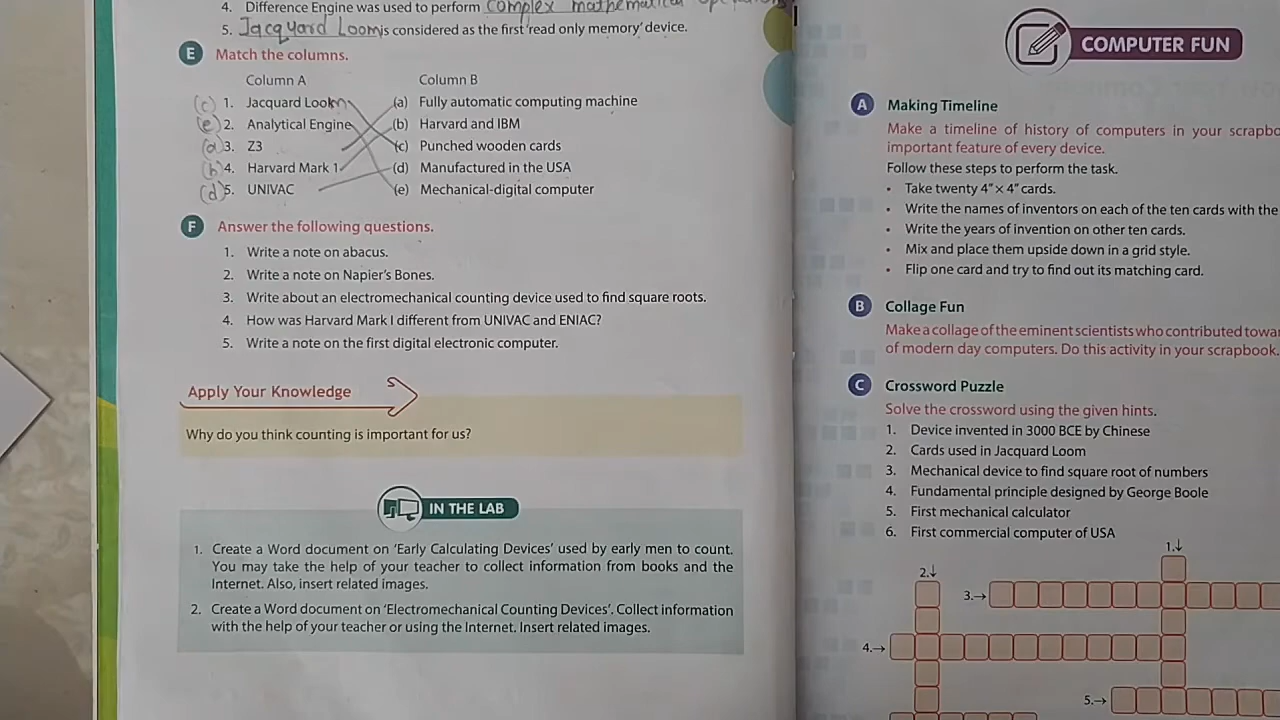 4. Difference Engine was used to perform Complex mathematical
5. Jacquard Loom is considered as the first 'read only memory' device.
E Match the columns.
Column A Column B
(c) 1. Jacquard Loom (a) Fully automatic computing machine
(e) 2. Analytical Engine (b) Harvard and IBM
(a) 3. Z3 (c) Punched wooden cards
(b) 4. Harvard Mark 1 (d) Manufactured in the USA
(d) 5. UNIVAC (e) Mechanical-digital computer
F Answer the following questions.
1. Write a note on abacus.
2. Write a note on Napier's Bones.
3. Write about an electromechanical counting device used to find square roots.
4. How was Harvard Mark I different from UNIVAC and ENIAC?
5. Write a note on the first digital electronic computer.
Apply Your Knowledge
Why do you think counting is important for us?
IN THE LAB
1. Create a Word document on 'Early Calculating Devices' used by early men to count.
You may take the help of your teacher to collect information from books and the
Internet. Also, insert related images.
2. Create a Word document on 'Electromechanical Counting Devices'. Collect information
with the help of your teacher or using the Internet. Insert related images.
COMPUTER FUN
A Making Timeline
Make a timeline of history of computers in your scrapbo
important feature of every device.
Follow these steps to perform the task.
• Take twenty 4" × 4" cards.
• Write the names of inventors on each of the ten cards with the
• Write the years of invention on other ten cards.
• Mix and place them upside down in a grid style.
• Flip one card and try to find out its matching card.
B Collage Fun
Make a collage of the eminent scientists who contributed towar
of modern day computers. Do this activity in your scrapbook.
C Crossword Puzzle
Solve the crossword using the given hints.
1. Device invented in 3000 BCE by Chinese
2. Cards used in Jacquard Loom
3. Mechanical device to find square root of numbers
4. Fundamental principle designed by George Boole
5. First mechanical calculator
6. First commercial computer of USA
1.↓
2.↓
3.→
4.→
5.→